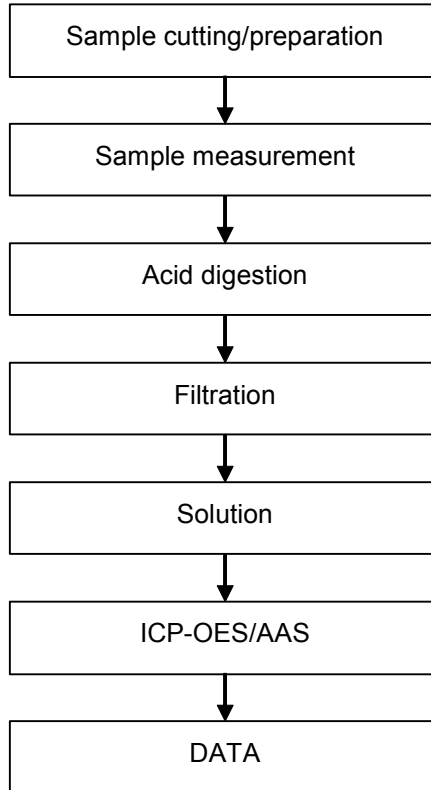 Sample cutting/preparation
Sample measurement
Acid digestion
Filtration
Solution
ICP-OES/AAS
DATA